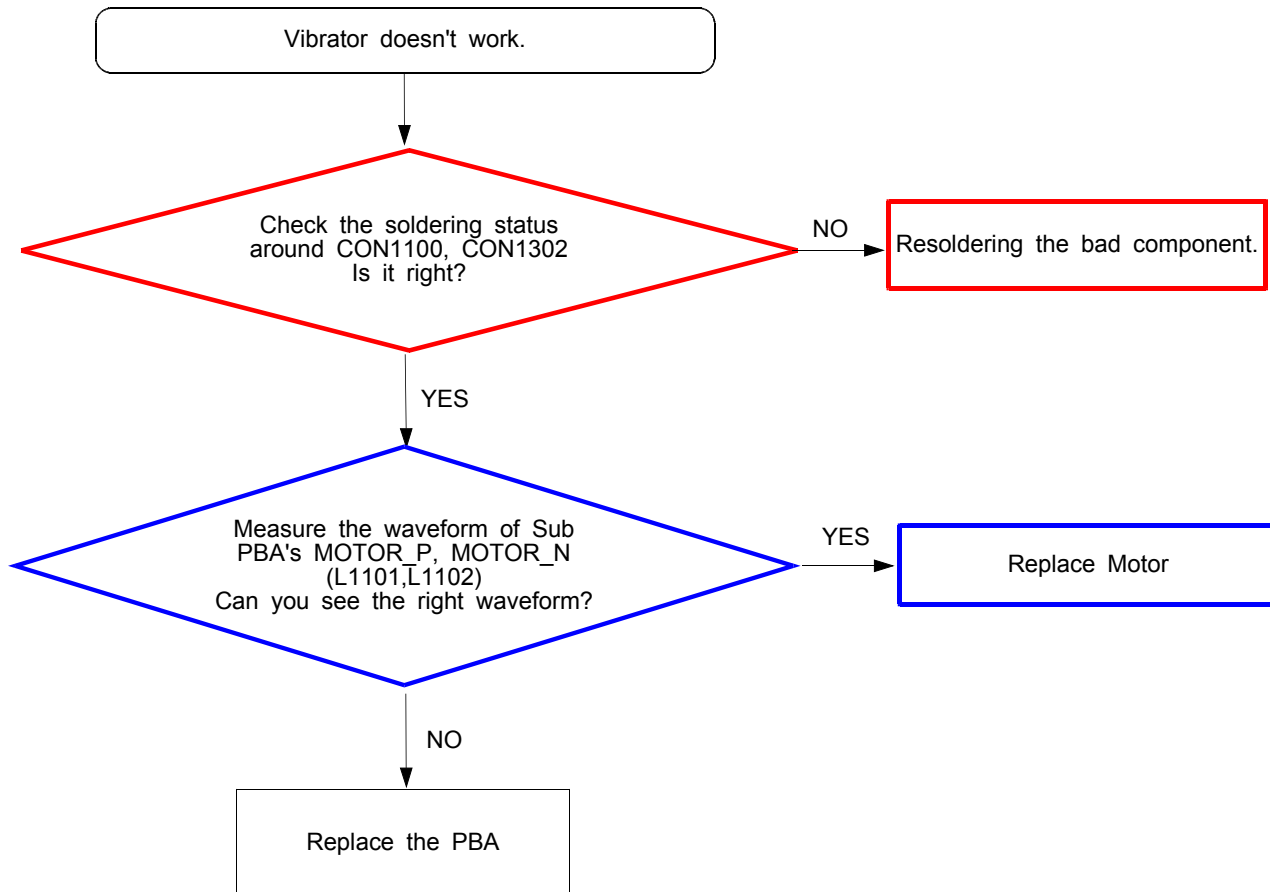 Vibrator doesn't work.
Check the soldering status
around CON1100, CON1302
Is it right?
NO
Resoldering the bad component.
YES
Measure the waveform of Sub
PBA's MOTOR_P, MOTOR_N
(L1101,L1102)
Can you see the right waveform?
YES
Replace Motor
NO
Replace the PBA